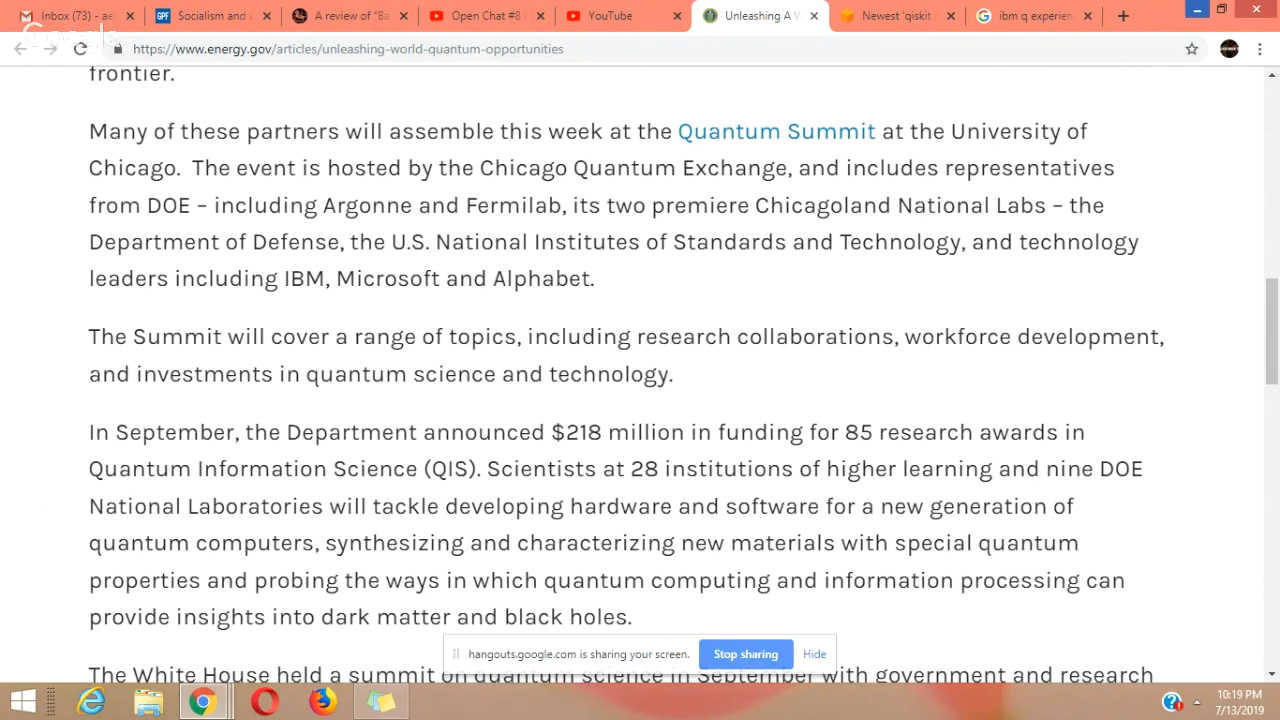 Inbox (73) - aes
Socialism and C
A review of "Ba
Open Chat #8 (
YouTube
Unleashing A W
Newest 'qiskit
ibm q experien
Google
https://www.energy.gov/articles/unleashing-world-quantum-opportunities
frontier.
Many of these partners will assemble this week at the Quantum Summit at the University of
Chicago.  The event is hosted by the Chicago Quantum Exchange, and includes representatives
from DOE – including Argonne and Fermilab, its two premiere Chicagoland National Labs – the
Department of Defense, the U.S. National Institutes of Standards and Technology, and technology
leaders including IBM, Microsoft and Alphabet.
The Summit will cover a range of topics, including research collaborations, workforce development,
and investments in quantum science and technology.
In September, the Department announced $218 million in funding for 85 research awards in
Quantum Information Science (QIS). Scientists at 28 institutions of higher learning and nine DOE
National Laboratories will tackle developing hardware and software for a new generation of
quantum computers, synthesizing and characterizing new materials with special quantum
properties and probing the ways in which quantum computing and information processing can
provide insights into dark matter and black holes.
hangouts.google.com is sharing your screen.
Stop sharing
Hide
The White House held a summit on quantum science in September with government and research
10:19 PM
7/13/2019